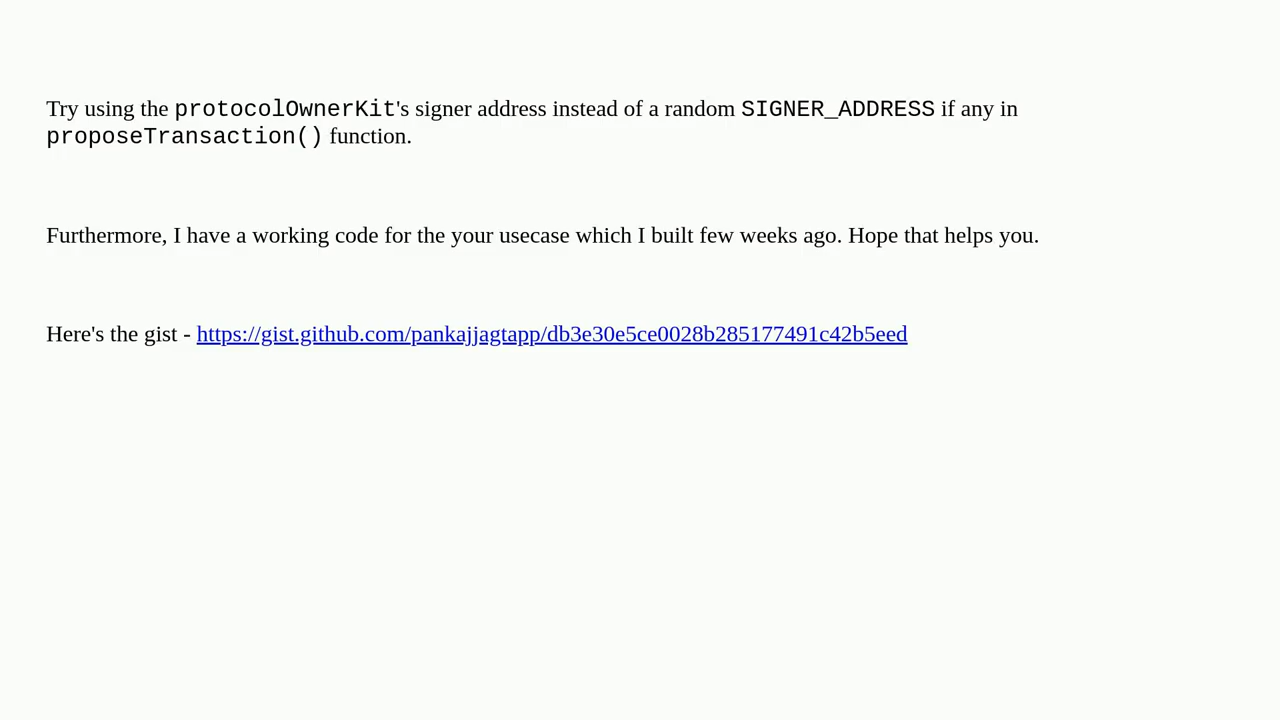 Try using the protocolOwnerKit's signer address instead of a random SIGNER_ADDRESS if any in
proposeTransaction() function.
Furthermore, I have a working code for the your usecase which I built few weeks ago. Hope that helps you.
Here's the gist - https://gist.github.com/pankajjagtapp/db3e30e5ce0028b285177491c42b5eed